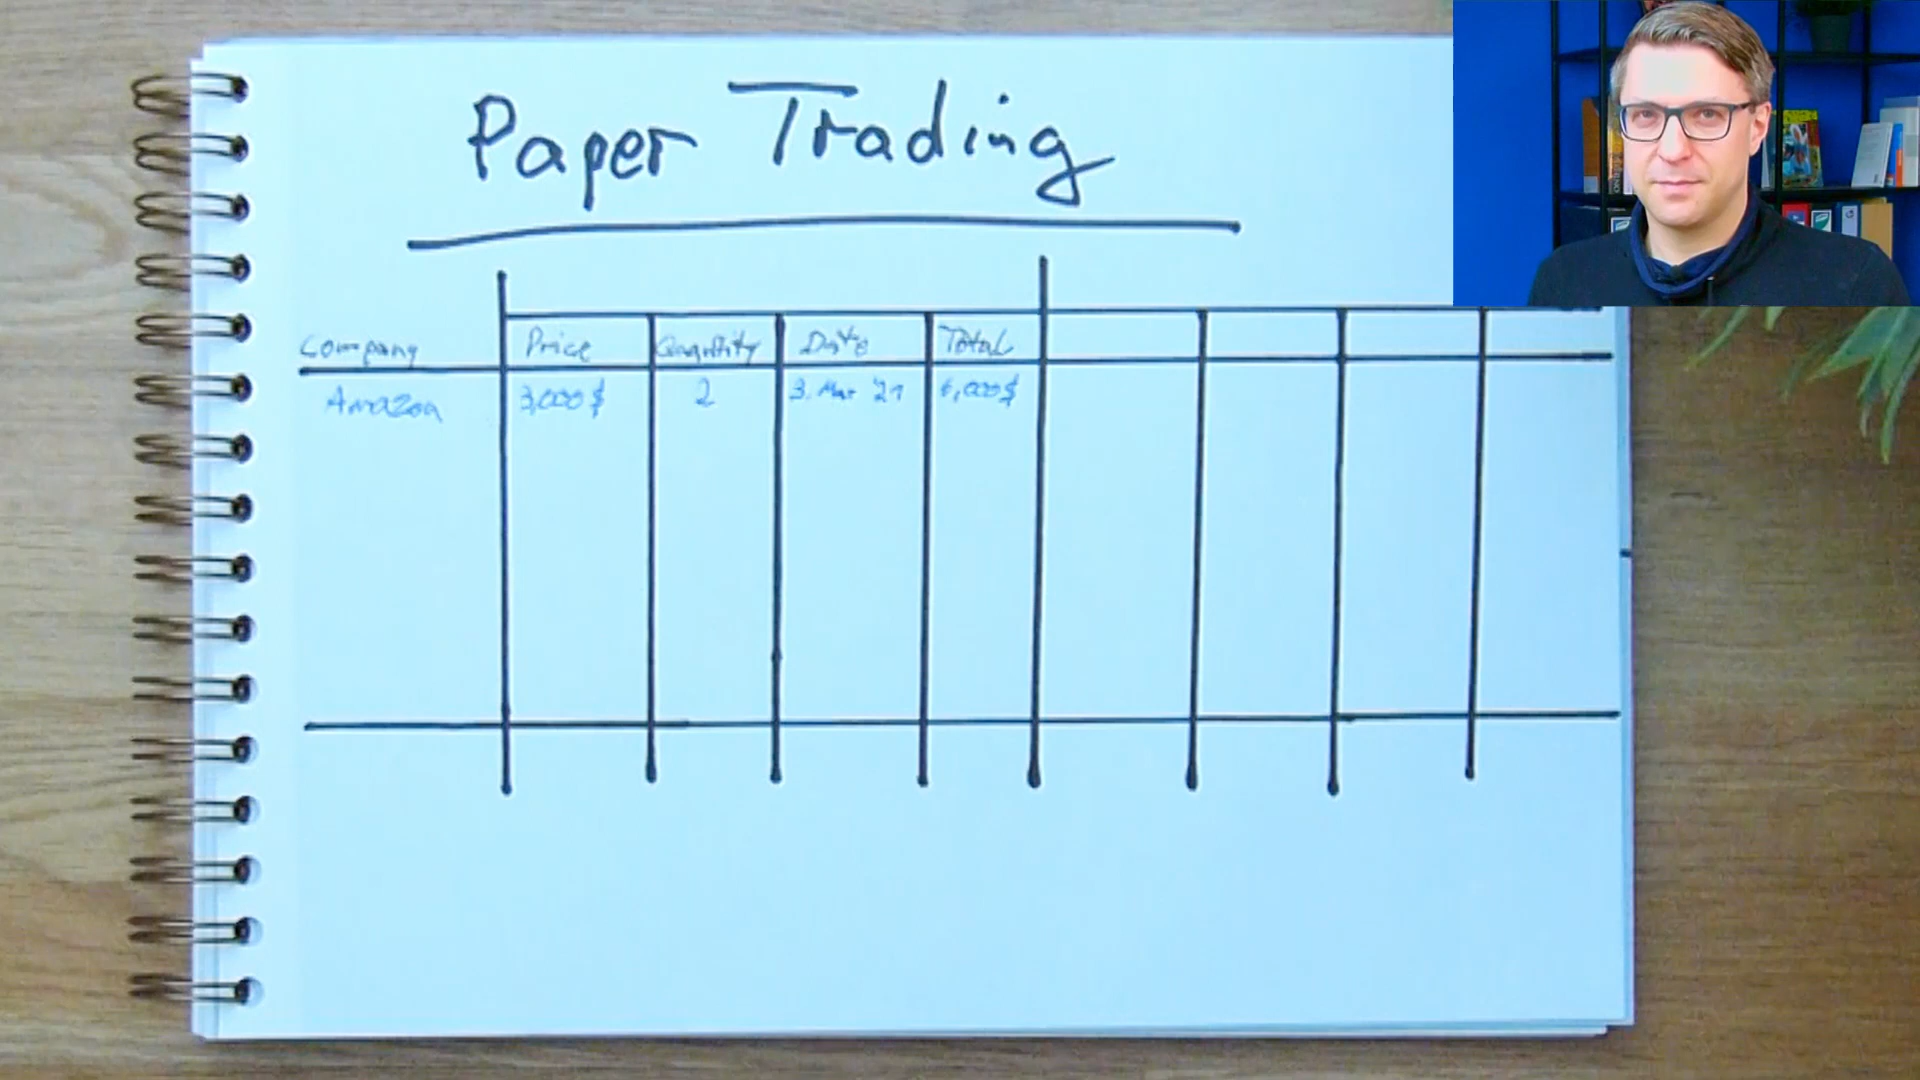 Paper Trading
Company Price Quantity Date Total
Amazon 3,000$ 2 3. Mar '21 6,000$